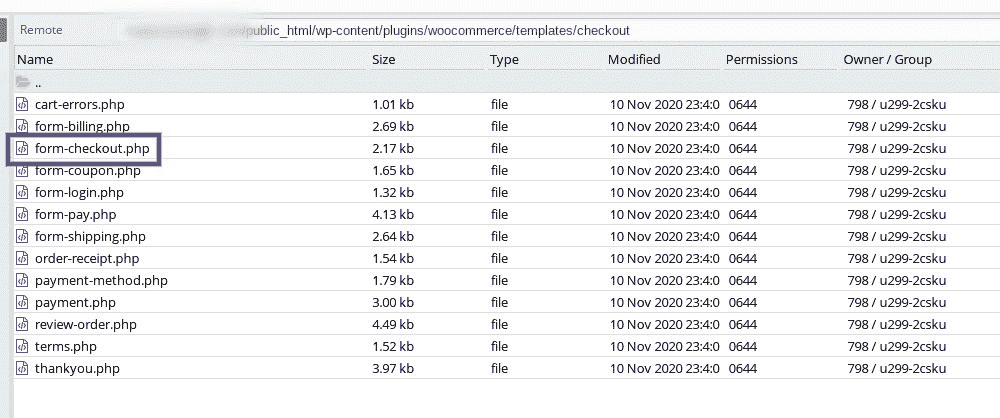 Remote /public_html/wp-content/plugins/woocommerce/templates/checkout
Name Size Type Modified Permissions Owner / Group
..
cart-errors.php 1.01 kb file 10 Nov 2020 23:4:0 0644 798 / u299-2csku
form-billing.php 2.69 kb file 10 Nov 2020 23:4:0 0644 798 / u299-2csku
form-checkout.php 2.17 kb file 10 Nov 2020 23:4:0 0644 798 / u299-2csku
form-coupon.php 1.65 kb file 10 Nov 2020 23:4:0 0644 798 / u299-2csku
form-login.php 1.32 kb file 10 Nov 2020 23:4:0 0644 798 / u299-2csku
form-pay.php 4.13 kb file 10 Nov 2020 23:4:0 0644 798 / u299-2csku
form-shipping.php 2.64 kb file 10 Nov 2020 23:4:0 0644 798 / u299-2csku
order-receipt.php 1.54 kb file 10 Nov 2020 23:4:0 0644 798 / u299-2csku
payment-method.php 1.79 kb file 10 Nov 2020 23:4:0 0644 798 / u299-2csku
payment.php 3.00 kb file 10 Nov 2020 23:4:0 0644 798 / u299-2csku
review-order.php 4.49 kb file 10 Nov 2020 23:4:0 0644 798 / u299-2csku
terms.php 1.52 kb file 10 Nov 2020 23:4:0 0644 798 / u299-2csku
thankyou.php 3.97 kb file 10 Nov 2020 23:4:0 0644 798 / u299-2csku